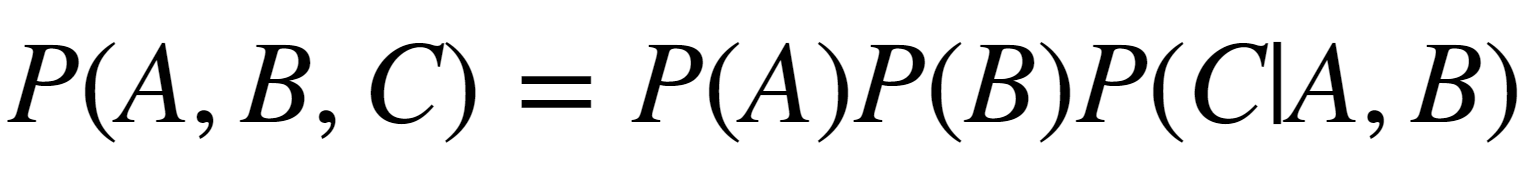 P(A, B, C) = P(A)P(B)P(C|A, B)